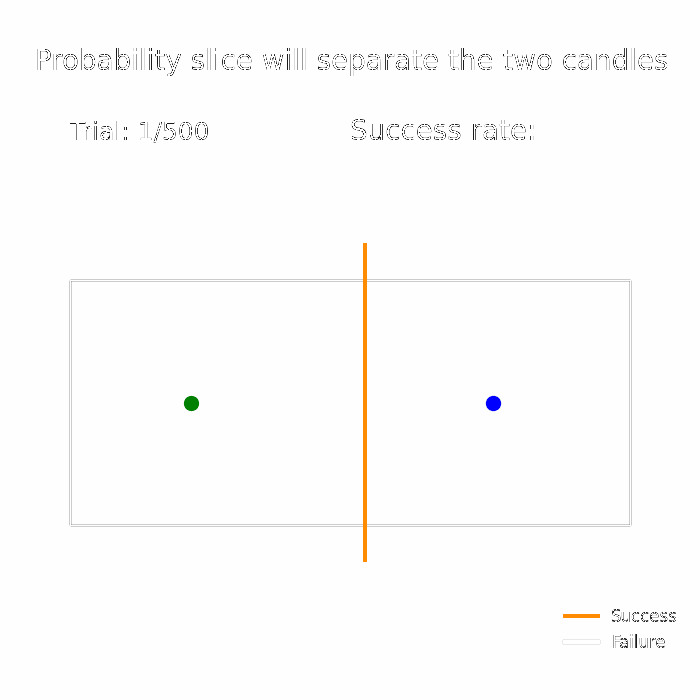 Probability slice will separate the two candles
Trial: 1/500
Success rate:
Success
Failure